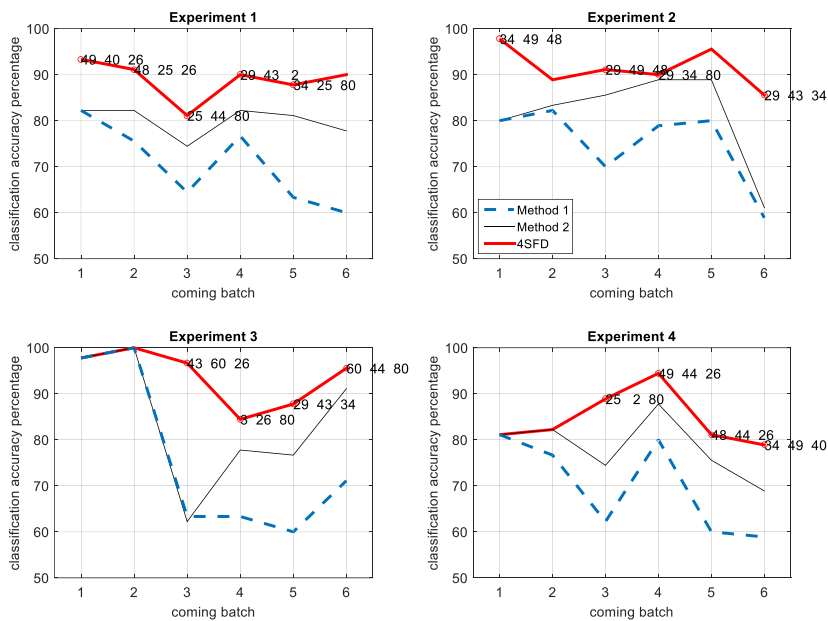 Experiment 1
classification accuracy percentage
100
90
80
70
60
50
49 40 26
48 25 26
25 44 80
29 43 2
34 25 80
1 2 3 4 5 6
coming batch
Experiment 2
classification accuracy percentage
100
90
80
70
60
50
34 49 48
29 49 48
29 34 80
29 43 34
Method 1
Method 2
4SFD
1 2 3 4 5 6
coming batch
Experiment 3
classification accuracy percentage
100
90
80
70
60
50
43 60 26
3 26 80
29 43 34
60 44 80
1 2 3 4 5 6
coming batch
Experiment 4
classification accuracy percentage
100
90
80
70
60
50
25 2 80
49 44 26
48 44 26
34 49 40
1 2 3 4 5 6
coming batch